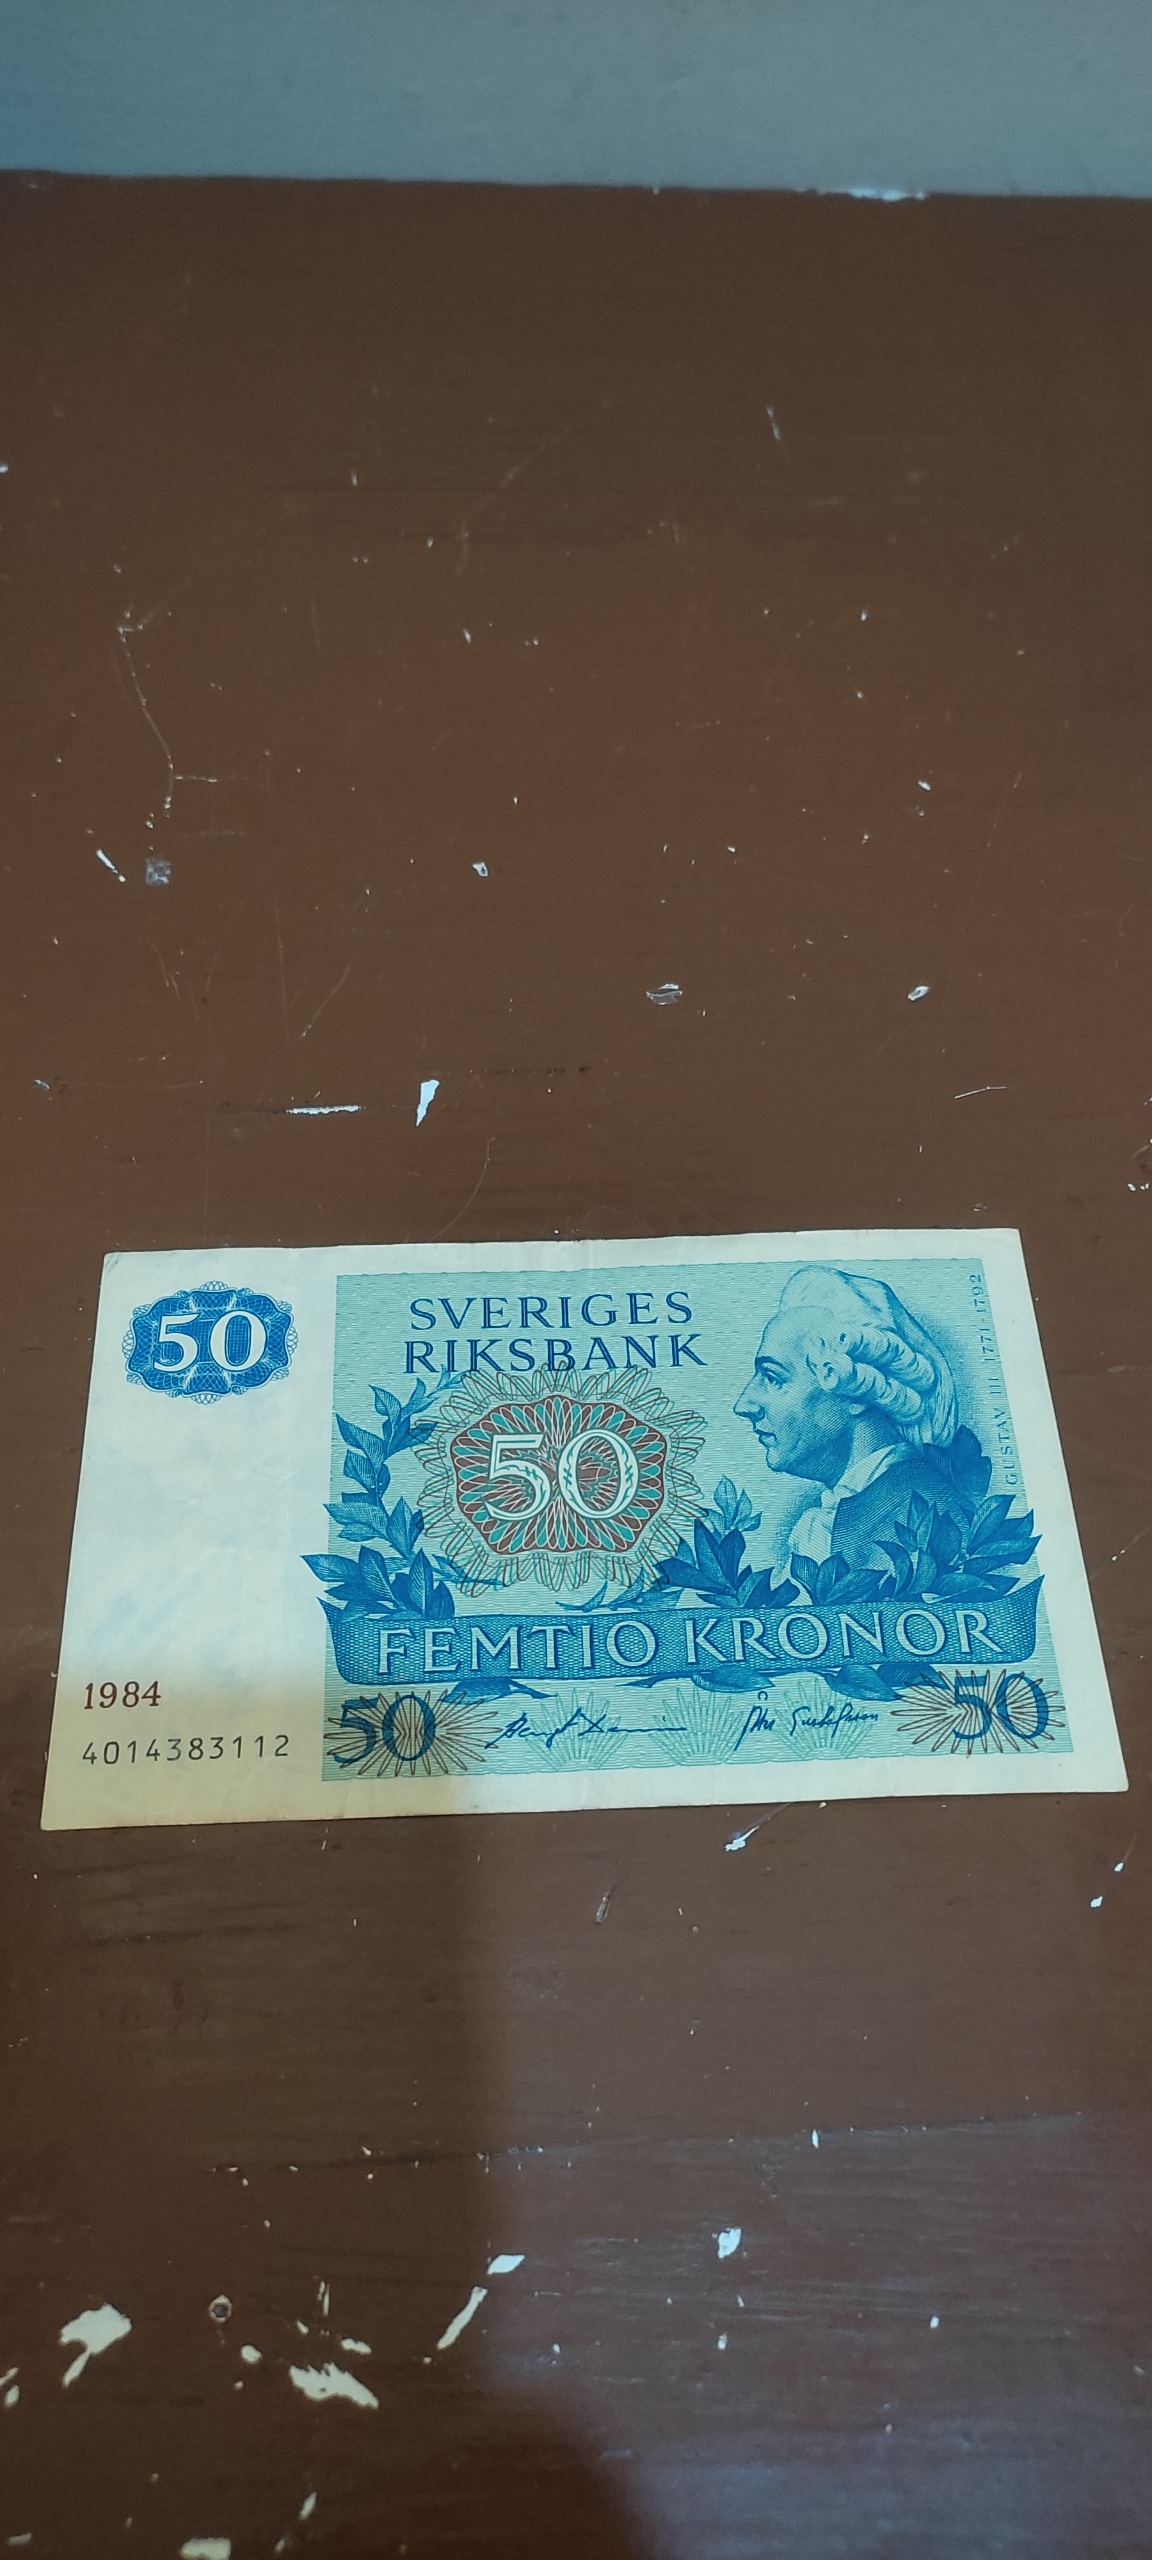 50
SVERIGES
RIKSBANK
GUSTAV III 1771-1792
50
FEMTIO KRONOR
1984
4014383112
50
50